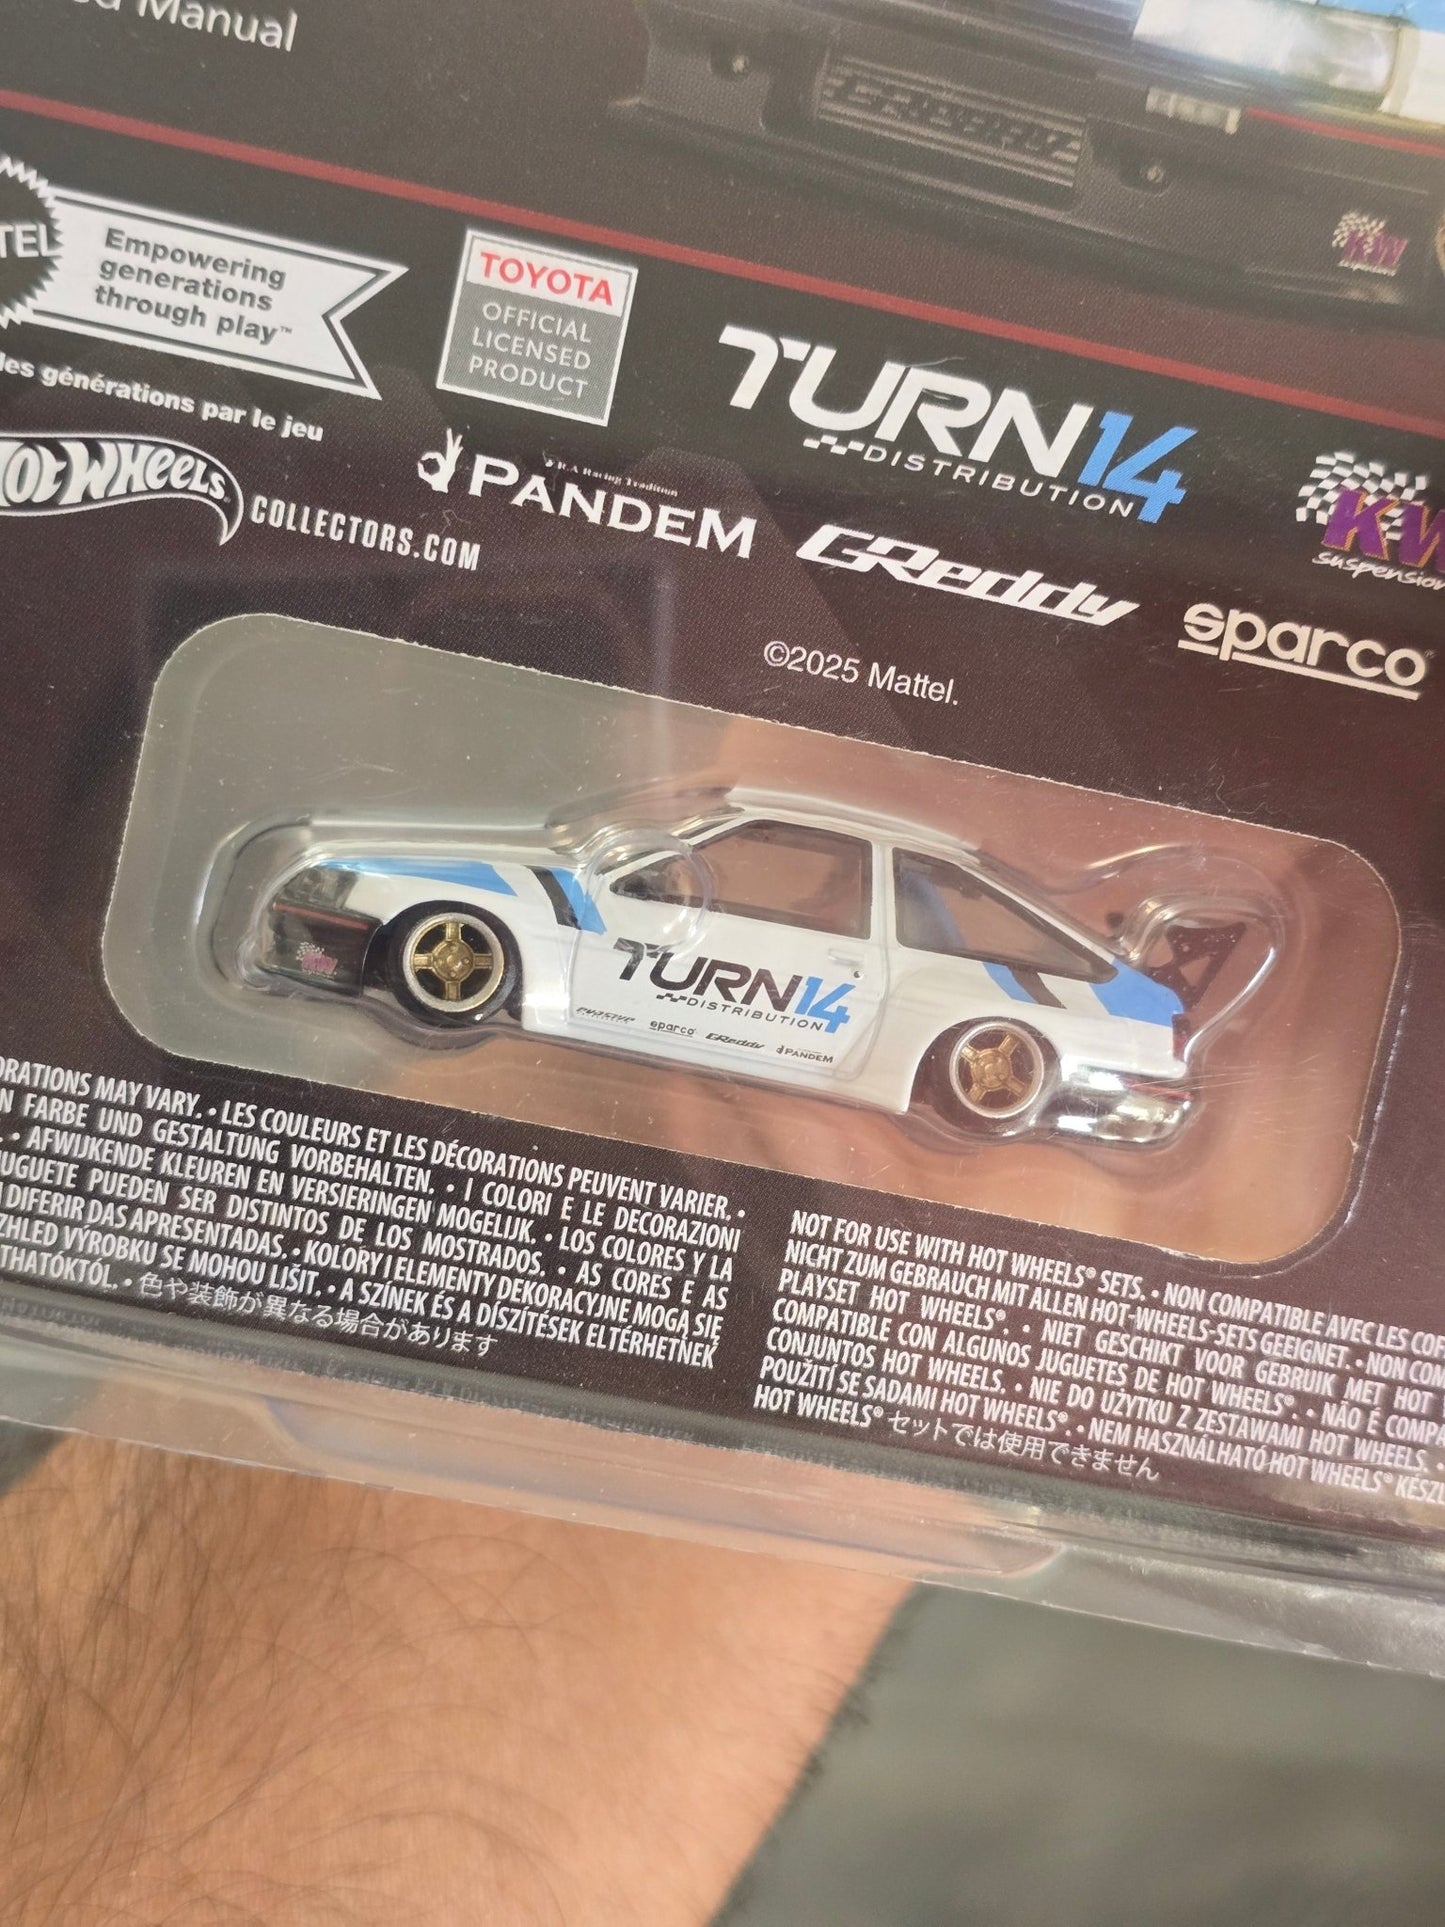 Manual
GReddy
KW
Empowering
generations
through play™
les générations par le jeu
TOYOTA
OFFICIAL
LICENSED
PRODUCT
TURN14
DISTRIBUTION
KW
suspension
Hot Wheels
COLLECTORS.COM
T.R.A Racing Tradition
PANDEM
GReddy
sparco
©2025 Mattel.
TURN14
DISTRIBUTION
sparco
GReddy
PANDEM
KW
MAY VARY. • LES COULEURS ET LES DÉCORATIONS PEUVENT VARIER. •
FARBE UND GESTALTUNG VORBEHALTEN. • I COLORI E LE DECORAZIONI
• AFWIJKENDE KLEUREN EN VERSIERINGEN MOGELIJK. • LOS COLORES Y LA
PUEDEN SER DISTINTOS DE LOS MOSTRADOS. • AS CORES E AS
DIFERIR DAS APRESENTADAS. • KOLORY I ELEMENTY DEKORACYJNE MOGĄ SIĘ
VÝROBKU SE MOHOU LIŠIT. • A SZÍNEK ÉS A DÍSZÍTÉSEK ELTÉRHETNEK
• 色や装飾が異なる場合があります
NOT FOR USE WITH HOT WHEELS® SETS. • NON COMPATIBLE AVEC LES
NICHT ZUM GEBRAUCH MIT ALLEN HOT-WHEELS-SETS GEEIGNET. • NON
PLAYSET HOT WHEELS®. • NIET GESCHIKT VOOR GEBRUIK MET HOT
COMPATIBLE CON ALGUNOS JUGUETES DE HOT WHEELS®. • NÃO É
CONJUNTOS HOT WHEELS. • NIE DO UŻYTKU Z ZESTAWAMI HOT WHEELS. •
POUŽITÍ SE SADAMI HOT WHEELS®. • NEM HASZNÁLHATÓ HOT WHEELS®
HOT WHEELS® セットでは使用できません